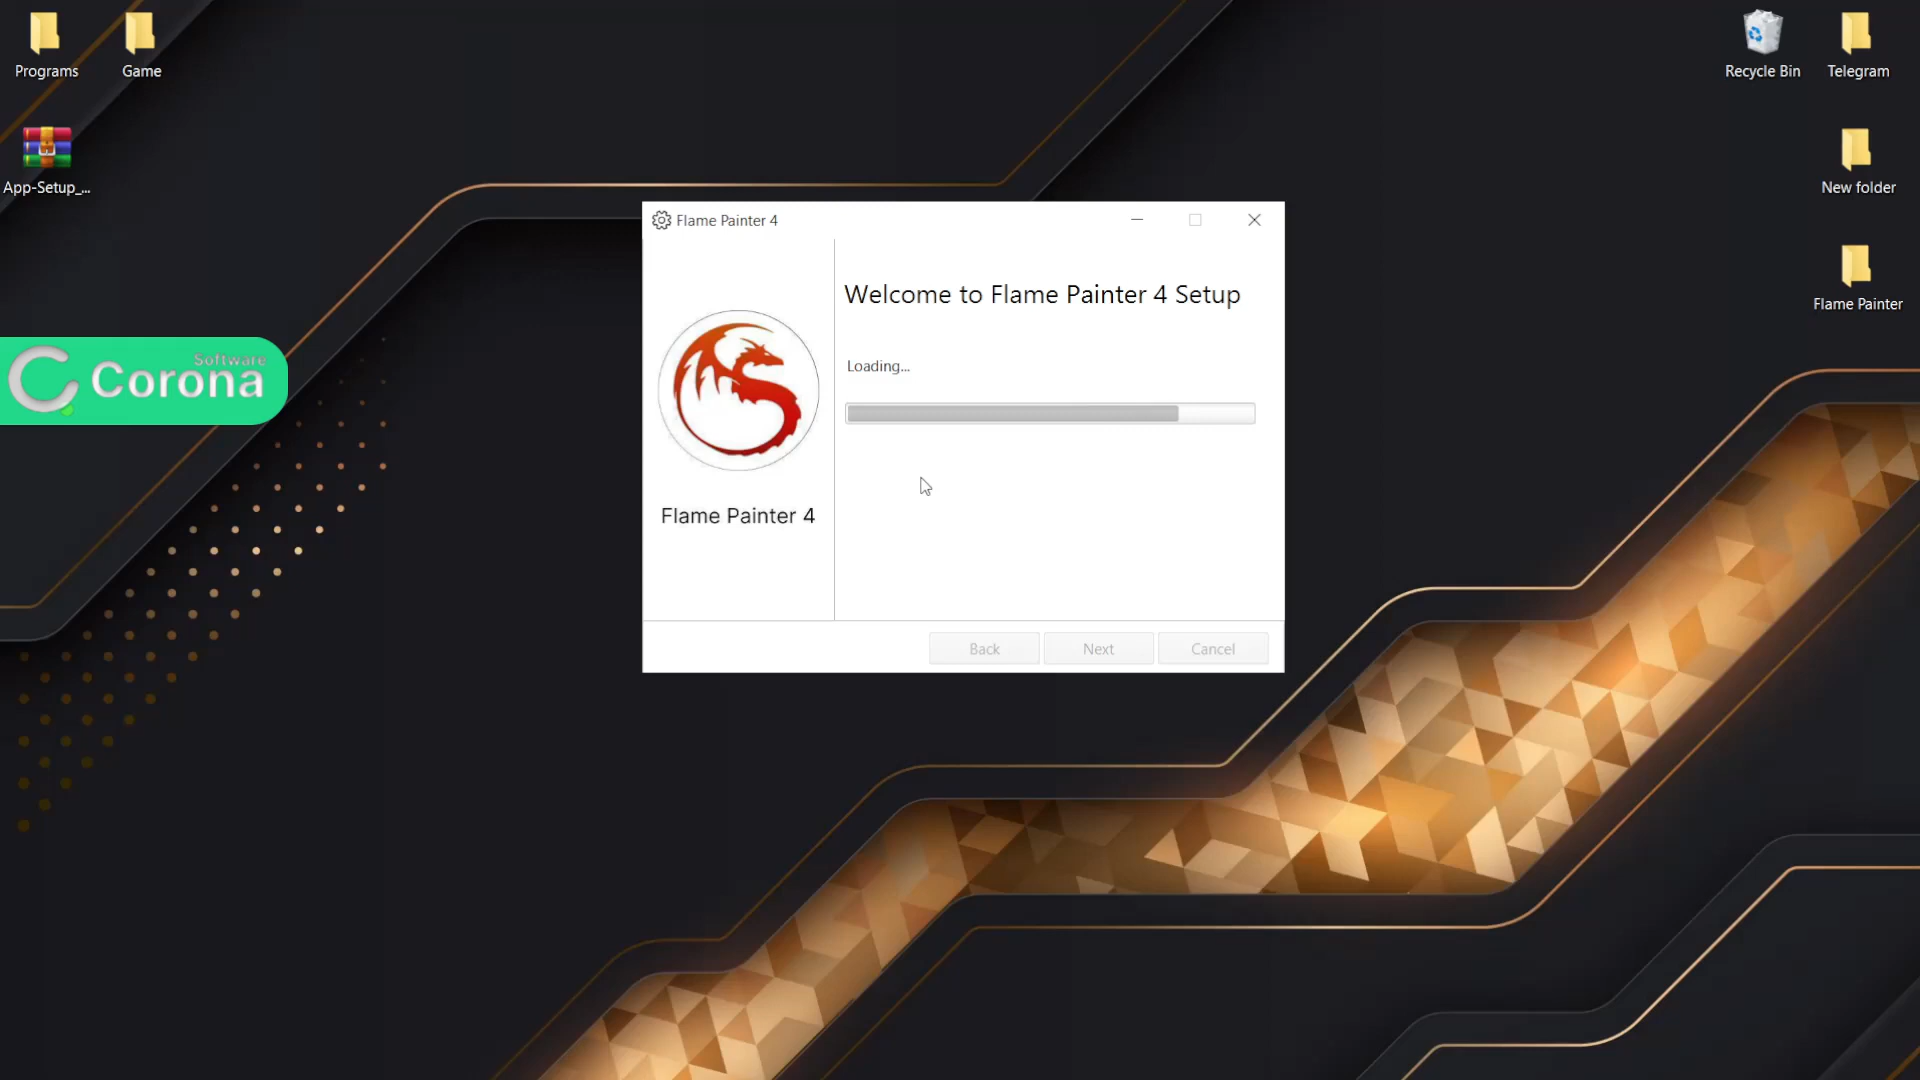 Programs
Game
Recycle Bin
Telegram
App-Setup_...
New folder
Flame Painter
Software
Corona
Flame Painter 4
Welcome to Flame Painter 4 Setup
Loading...
Flame Painter 4
Back
Next
Cancel